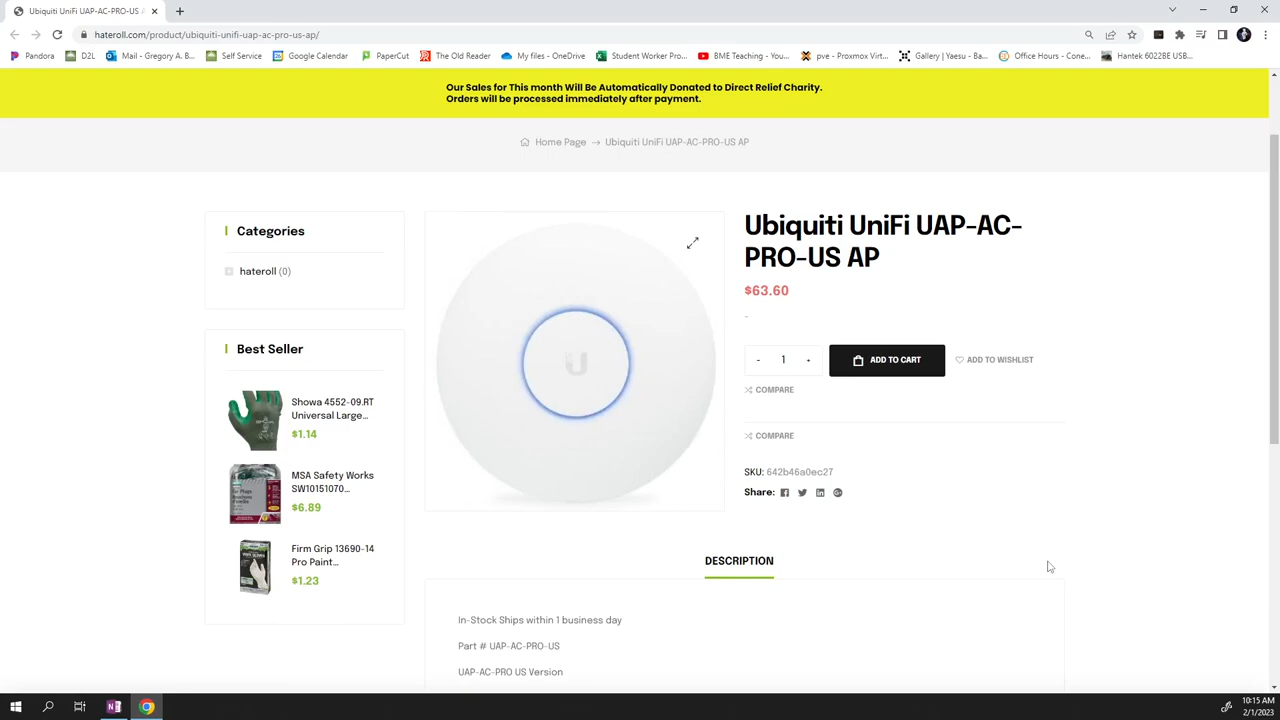 Ubiquiti UniFi UAP-AC-PRO-US A
hateroll.com/product/ubiquiti-unifi-uap-ac-pro-us-ap/
Pandora
D2L
Mail - Gregory A. B...
Self Service
Google Calendar
PaperCut
The Old Reader
My files - OneDrive
Student Worker Pro...
BME Teaching - You...
pve - Proxmox Virt...
Gallery | Yaesu - Ba...
Office Hours - Cone...
Hantek 6022BE USB...
Our Sales for This month Will Be Automatically Donated to Direct Relief Charity.
Orders will be processed immediately after payment.
Home Page → Ubiquiti UniFi UAP-AC-PRO-US AP
Categories
hateroll (0)
Best Seller
Showa 4552-09.RT
Universal Large...
$1.14
MSA Safety Works
SW10151070...
$6.89
Firm Grip 13690-14
Pro Paint...
$1.23
Ubiquiti UniFi UAP-AC-
PRO-US AP
$63.60
-
- 1 +
ADD TO CART
ADD TO WISHLIST
COMPARE
COMPARE
SKU: 642b46a0ec27
Share:
DESCRIPTION
In-Stock Ships within 1 business day
Part # UAP-AC-PRO-US
UAP-AC-PRO US Version
10:15 AM
2/1/2023